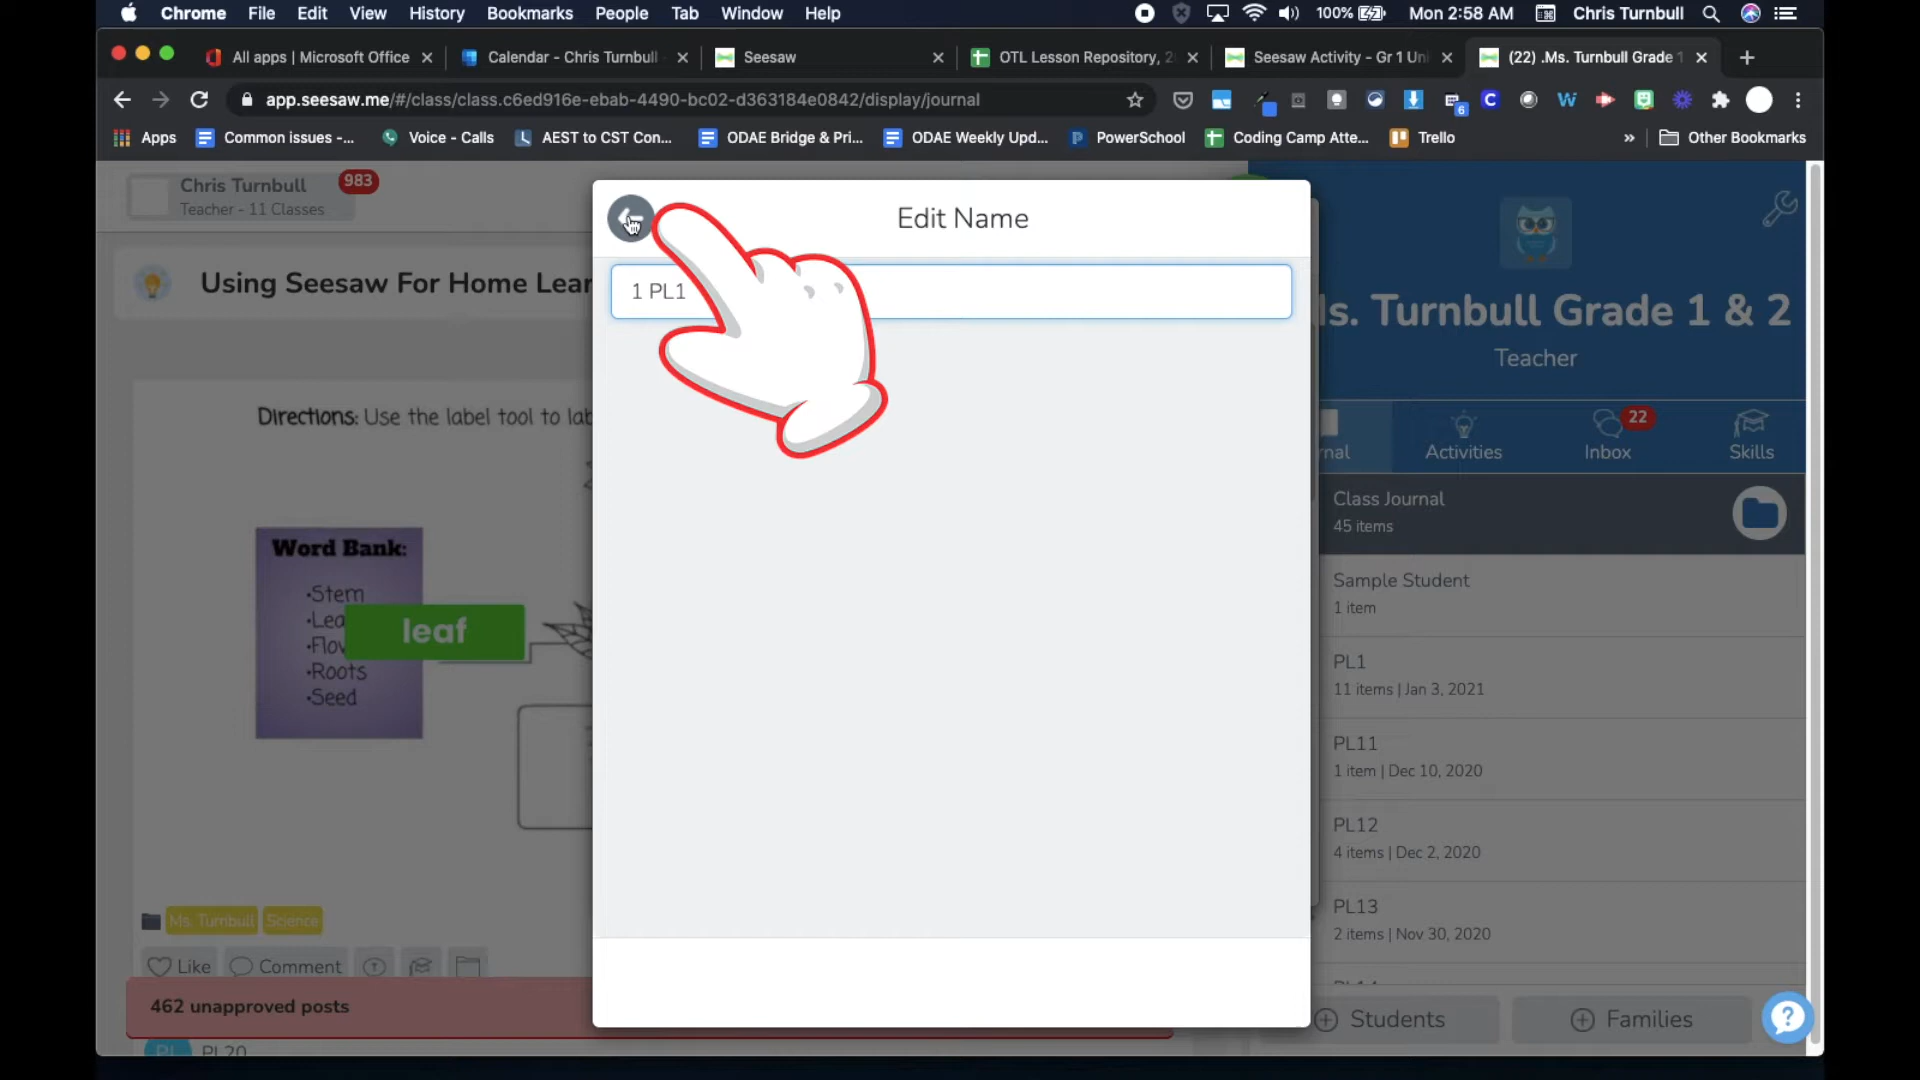 Chrome File Edit View History Bookmarks People Tab Window Help 100% Mon 2:58 AM Chris Turnbull
All apps | Microsoft Office Calendar - Chris Turnbull Seesaw OTL Lesson Repository, 2 Seesaw Activity - Gr 1 Uni (22) .Ms. Turnbull Grade 1
app.seesaw.me/#/class/class.c6ed916e-ebab-4490-bc02-d363184e0842/display/journal
Apps Common issues -... Voice - Calls AEST to CST Con... ODAE Bridge & Pri... ODAE Weekly Upd... PowerSchool Coding Camp Atte... Trello » Other Bookmarks
Chris Turnbull 983
Teacher - 11 Classes
Edit Name
1 PL1
Using Seesaw For Home Lear
Directions: Use the label tool to lab
Word Bank:
•Stem
•Lea
•Flow
•Roots
•Seed
leaf
Ms. Turnbull Science
Like Comment
462 unapproved posts
PL PL20
s. Turnbull Grade 1 & 2
Teacher
rnal Activities Inbox 22 Skills
Class Journal
45 items
Sample Student
1 item
PL1
11 items | Jan 3, 2021
PL11
1 item | Dec 10, 2020
PL12
4 items | Dec 2, 2020
PL13
2 items | Nov 30, 2020
Students Families